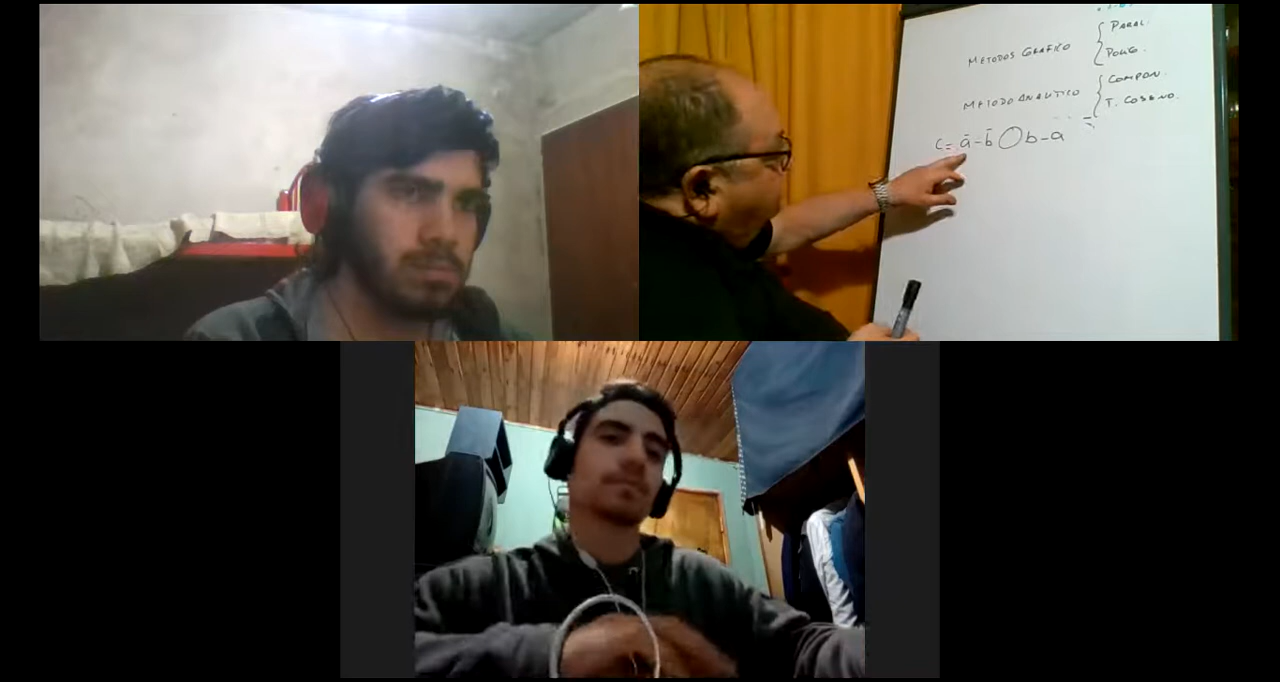 PARAL.
METODOS GRAFICO { POLIG.
COMPON.
METODO ANALITICO { T. COSENO.
C = a̅ - b̅ ◯ b - a